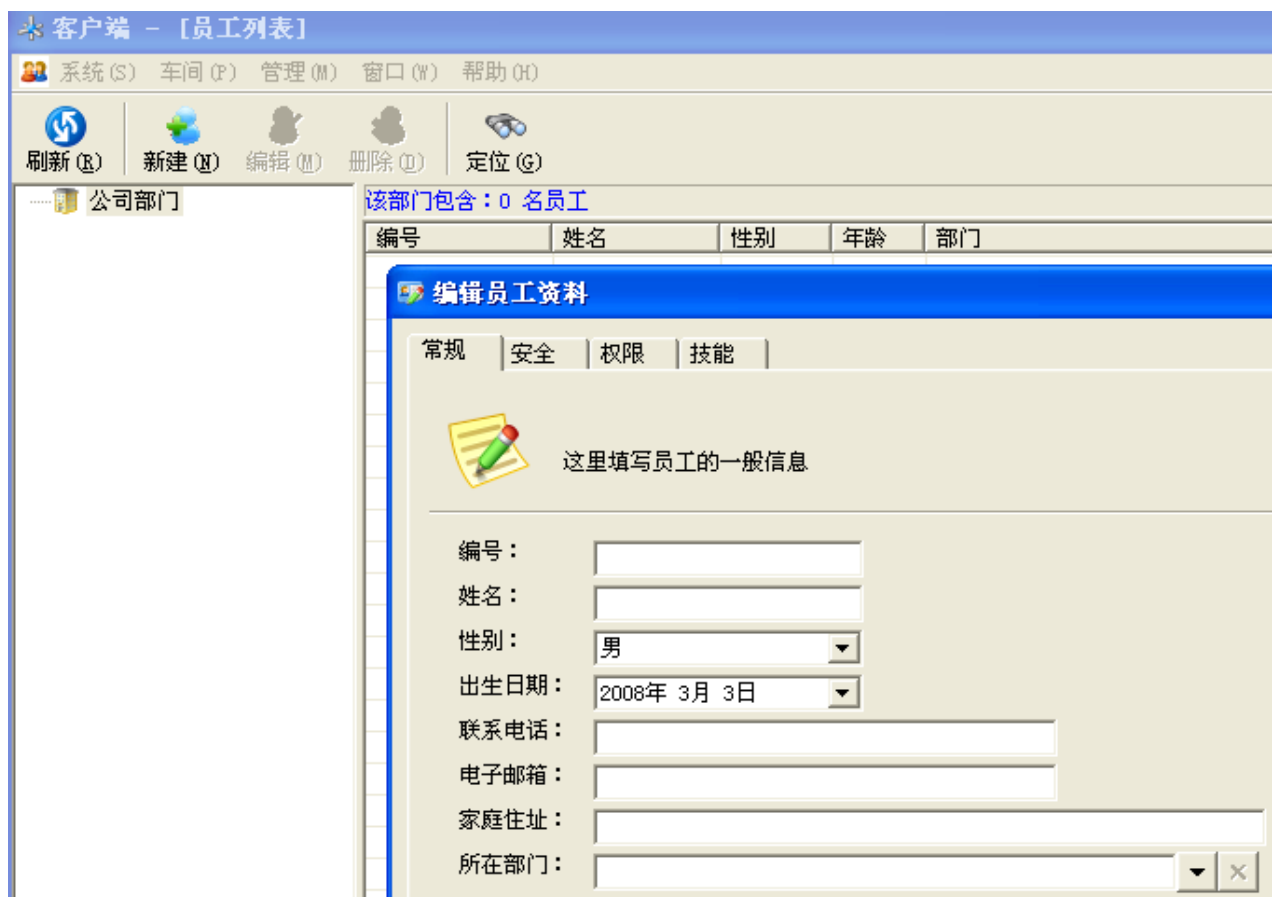 客户端 - [员工列表]
系统(S) 车间(P) 管理(M) 窗口(W) 帮助(H)
刷新(R) 新建(N) 编辑(M) 删除(D) 定位(G)
公司部门
该部门包含：0 名员工
编号 姓名 性别 年龄 部门
编辑员工资料
常规 安全 权限 技能
这里填写员工的一般信息
编号：
姓名：
性别： 男
出生日期： 2008年 3月 3日
联系电话：
电子邮箱：
家庭住址：
所在部门：